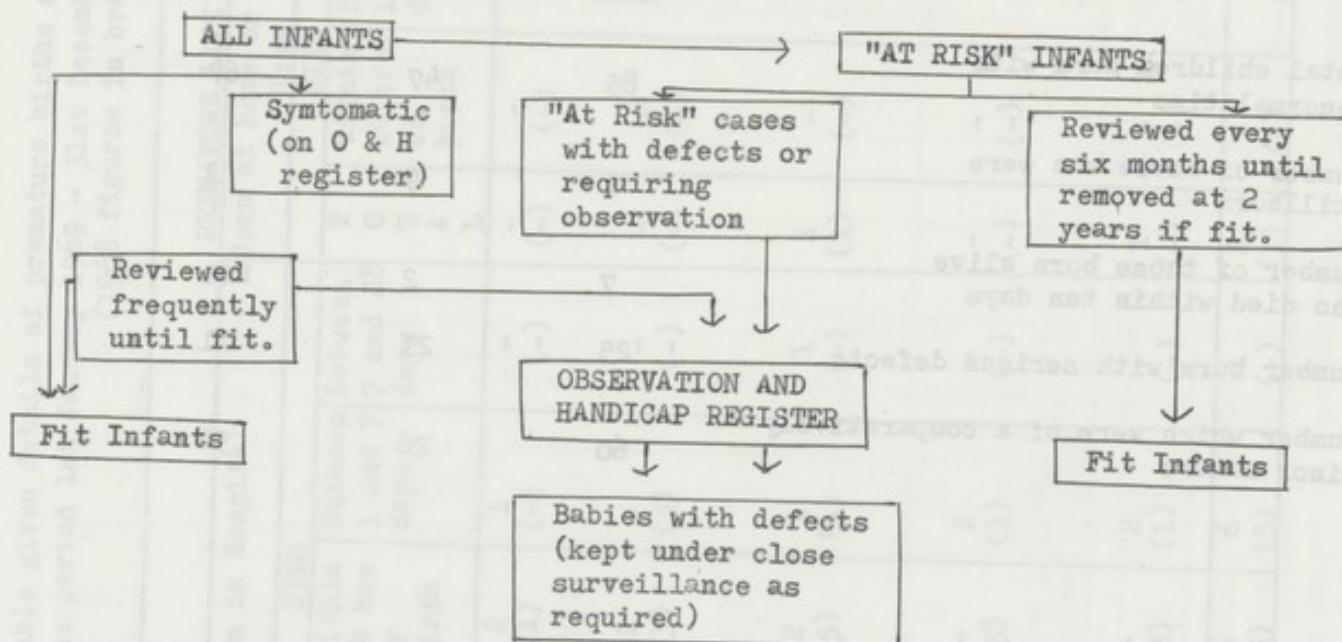 ALL INFANTS
"AT RISK" INFANTS
Symtomatic
(on O & H
register)
"At Risk" cases
with defects or
requiring
observation
Reviewed every
six months until
removed at 2
years if fit.
Reviewed
frequently
until fit.
OBSERVATION AND
HANDICAP REGISTER
Fit Infants
Fit Infants
Babies with defects
(kept under close
surveillance as
required)